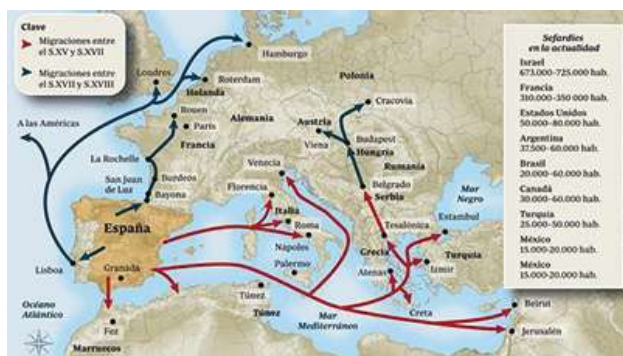 Clave
Migraciones entre
el S.XV y S.XVII
Migraciones entre
el S.XVII y S.XVIII
A las Américas
Londres
Hamburgo
Roterdam
Holanda
Rouen
París
Alemania
Francia
Polonia
Cracovia
Austria
Viena
Budapest
Hungría
Rumanía
La Rochelle
San Juan
de Luz
Burdeos
Bayona
Venecia
Florencia
Italia
Roma
Nápoles
Palermo
Belgrado
Serbia
Mar
Negro
Estambul
Tesalónica
Turquía
Grecia
Atenas
Izmir
Creta
España
Lisboa
Granada
Océano
Atlántico
Fez
Marruecos
Túnez
Túnez
Mar
Mediterráneo
Beirut
Jerusalén
Sefardíes
en la actualidad
Israel
673.000-725.000 hab.
Francia
310.000-350 000 hab.
Estados Unidos
50.000-80.000 hab.
Argentina
37.500-60.000 hab.
Brasil
20.000-60.000 hab.
Canadá
30.000-60.000 hab.
Turquía
25.000-50.000 hab.
México
15.000-20.000 hab.
México
15.000-20.000 hab.